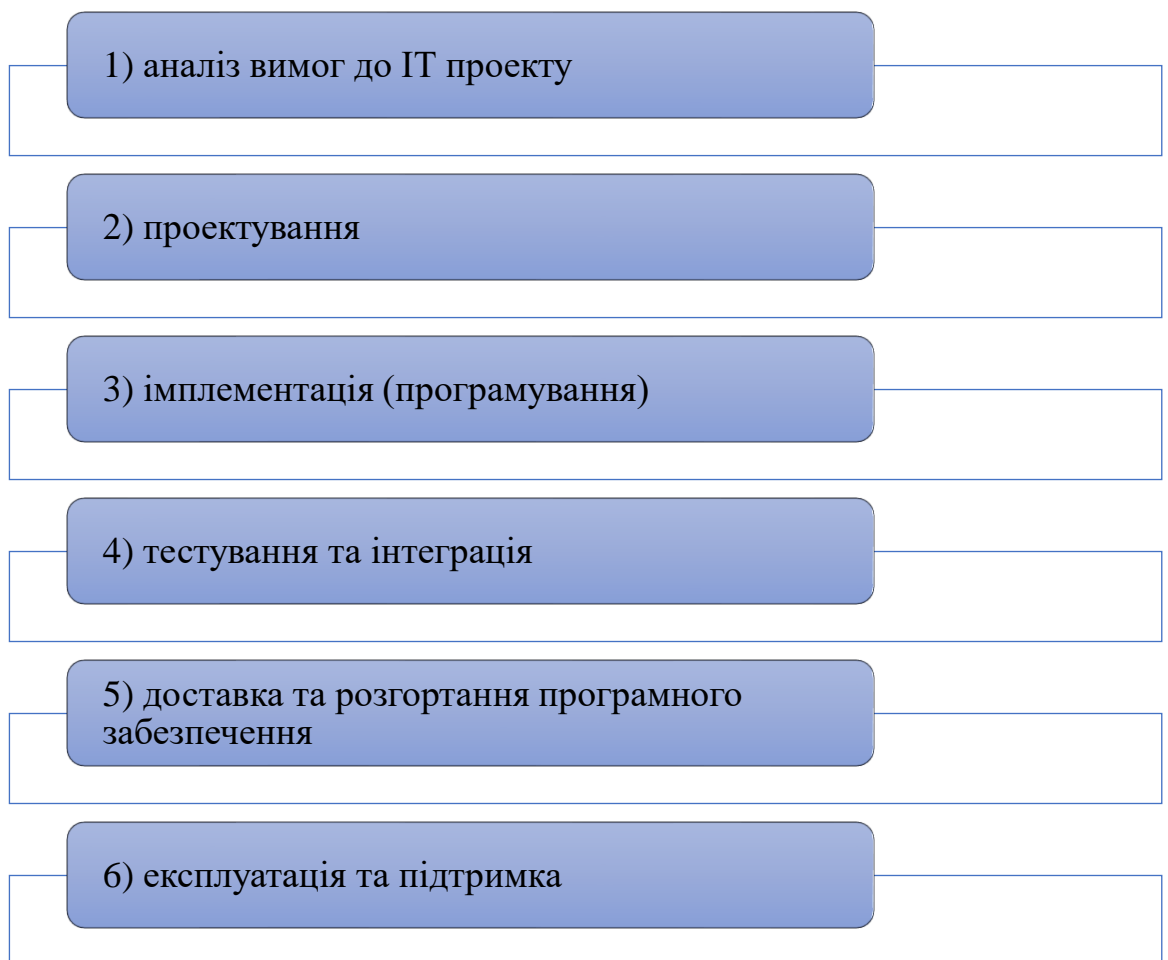 1) аналіз вимог до ІТ проекту
2) проектування
3) імплементація (програмування)
4) тестування та інтеграція
5) доставка та розгортання програмного
забезпечення
6) експлуатація та підтримка